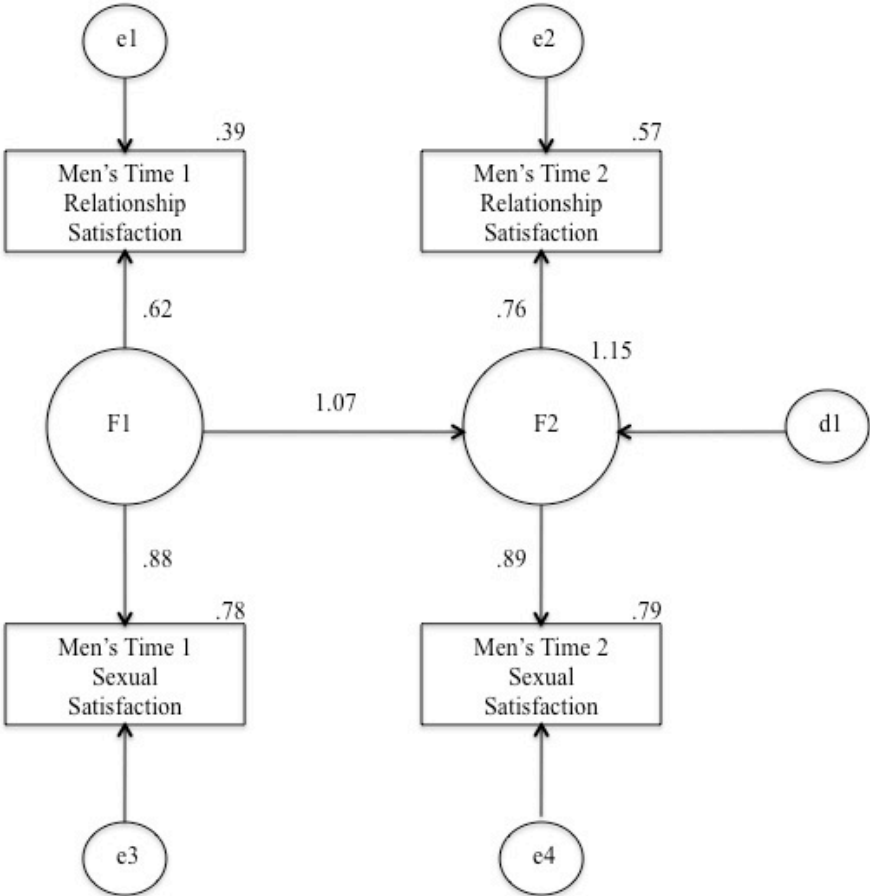 e1
e2
.39
.57
Men's Time 1
Relationship
Satisfaction
Men's Time 2
Relationship
Satisfaction
.62
.76
1.15
F1
1.07
F2
d1
.88
.89
.78
.79
Men's Time 1
Sexual
Satisfaction
Men's Time 2
Sexual
Satisfaction
e3
e4